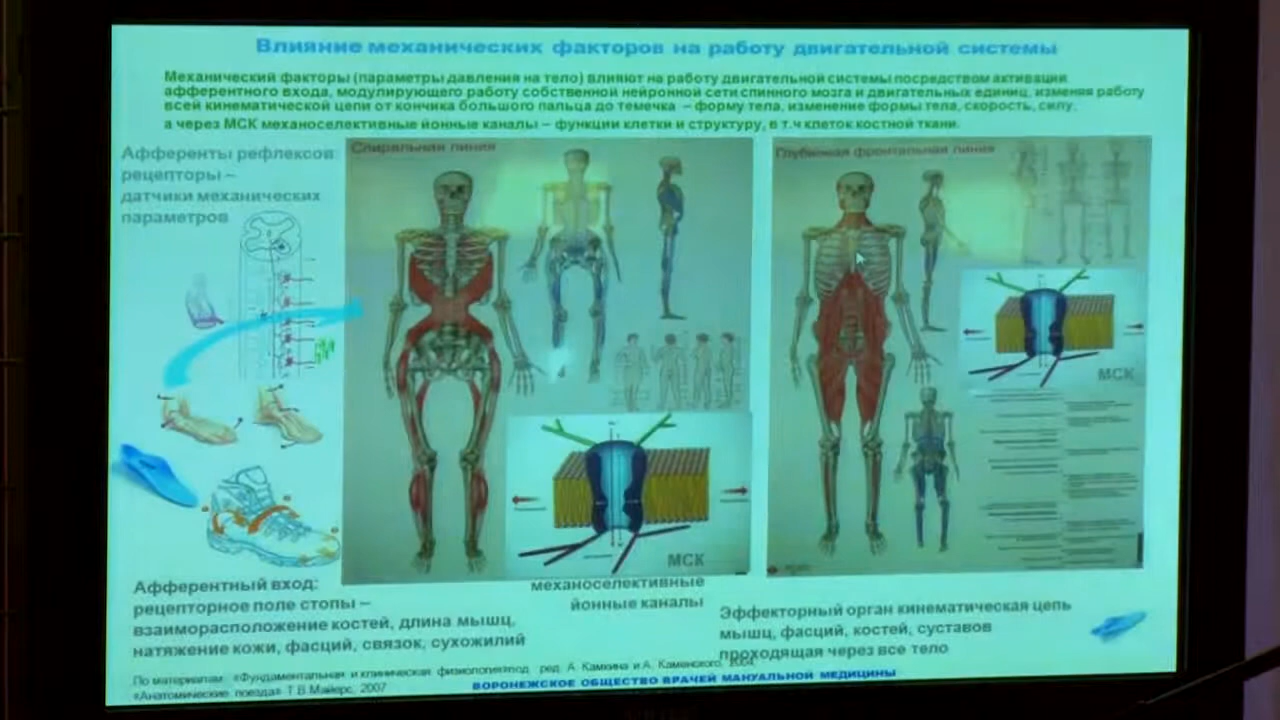 Влияние механических факторов на работу двигательной системы
Механический факторы (параметры давления на тело) влияют на работу двигательной системы посредством активации
афферентного входа, модулирующего работу собственной нейронной сети спинного мозга и двигательных единиц, изменяя работу
всей кинематической цепи от кончика большого пальца до темечка – форму тела, изменение формы тела, скорость, силу,
а через МСК механоселективные йонные каналы – функции клетки и структуру, в т.ч клеток костной ткани.
Афференты рефлексов:
рецепторы –
датчики механических
параметров
Спиральная линия
Глубинная фронтальная линия
МСК
МСК
механоселективные
йонные каналы
Афферентный вход:
рецепторное поле стопы –
взаиморасположение костей, длина мышц,
натяжение кожи, фасций, связок, сухожилий
Эффекторный орган кинематическая цепь
мышц, фасций, костей, суставов
проходящая через все тело
По материалам: «Фундаментальная и клиническая физиология»под ред. А. Камкина и А. Каменского, 2004,
«Анатомические поезда» Т.В.Майерс, 2007
ВОРОНЕЖСКОЕ ОБЩЕСТВО ВРАЧЕЙ МАНУАЛЬНОЙ МЕДИЦИНЫ